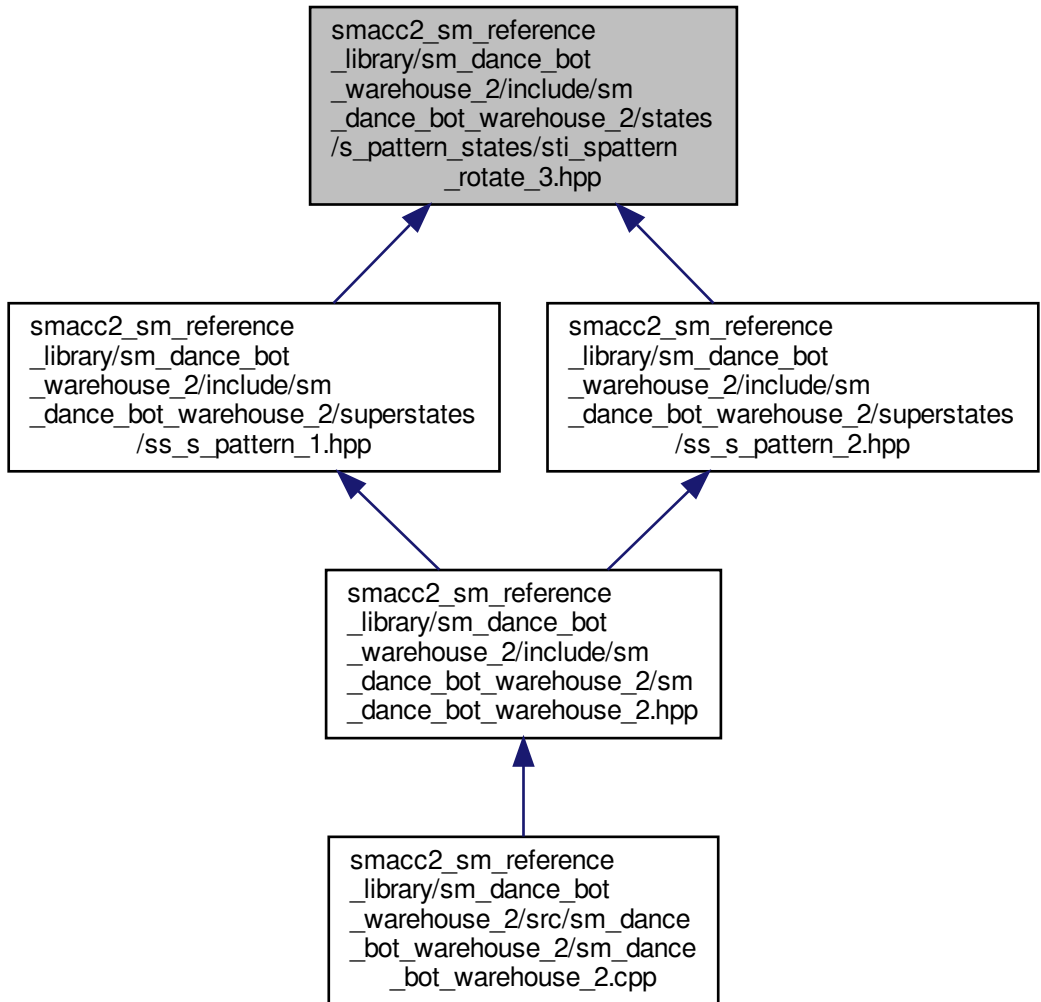 smacc2_sm_reference
_library/sm_dance_bot
_warehouse_2/include/sm
_dance_bot_warehouse_2/states
/s_pattern_states/sti_spattern
_rotate_3.hpp
smacc2_sm_reference
_library/sm_dance_bot
_warehouse_2/include/sm
_dance_bot_warehouse_2/superstates
/ss_s_pattern_1.hpp
smacc2_sm_reference
_library/sm_dance_bot
_warehouse_2/include/sm
_dance_bot_warehouse_2/superstates
/ss_s_pattern_2.hpp
smacc2_sm_reference
_library/sm_dance_bot
_warehouse_2/include/sm
_dance_bot_warehouse_2/sm
_dance_bot_warehouse_2.hpp
smacc2_sm_reference
_library/sm_dance_bot
_warehouse_2/src/sm_dance
_bot_warehouse_2/sm_dance
_bot_warehouse_2.cpp